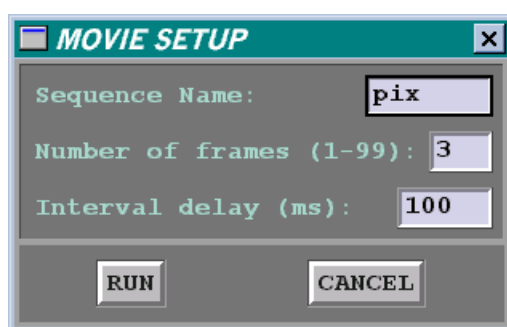 MOVIE SETUP
Sequence Name: pix
Number of frames (1-99): 3
Interval delay (ms): 100
RUN CANCEL